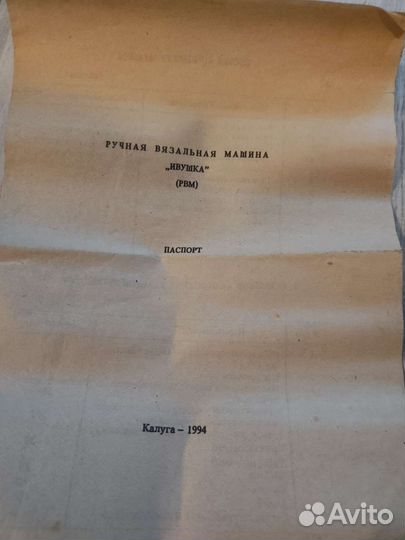 РУЧНАЯ ВЯЗАЛЬНАЯ МАШИНА
„ИВУШКА"
(РВМ)
ПАСПОРТ
Калуга – 1994
Avito